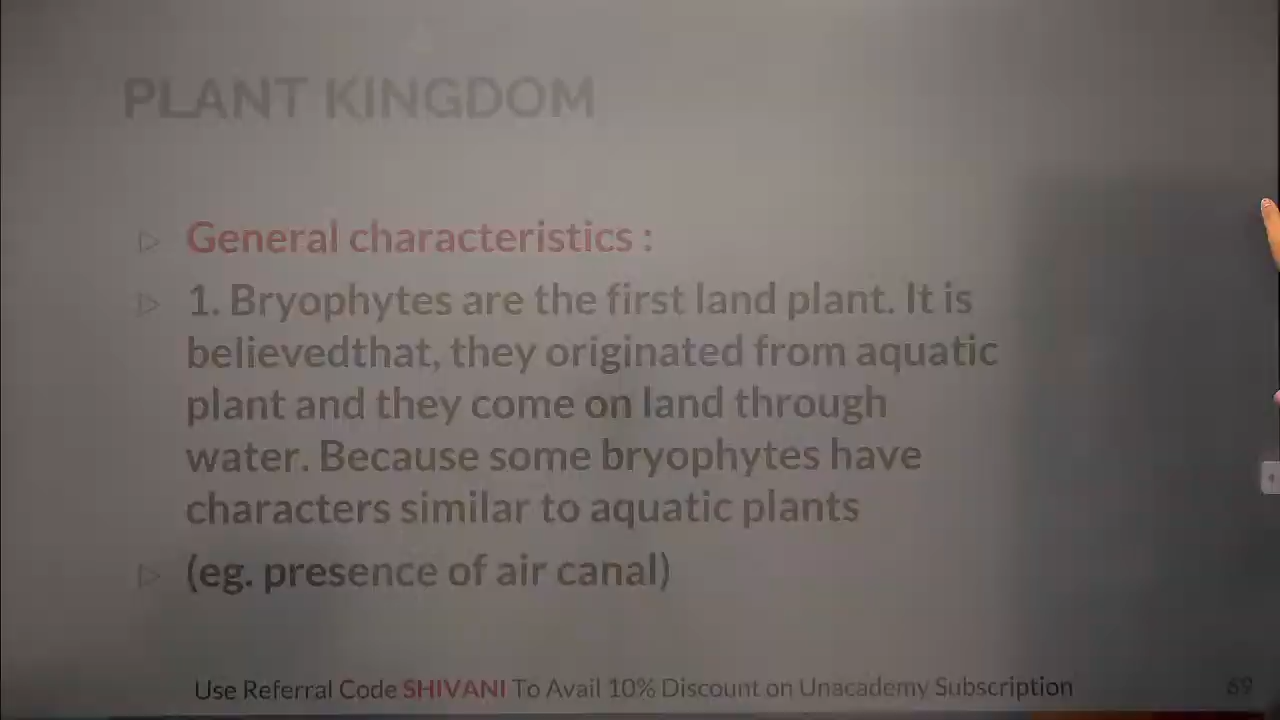 PLANT KINGDOM
General characteristics :
1. Bryophytes are the first land plant. It is
believedthat, they originated from aquatic
plant and they come on land through
water. Because some bryophytes have
characters similar to aquatic plants
(eg. presence of air canal)
Use Referral Code SHIVANI To Avail 10% Discount on Unacademy Subscription
69